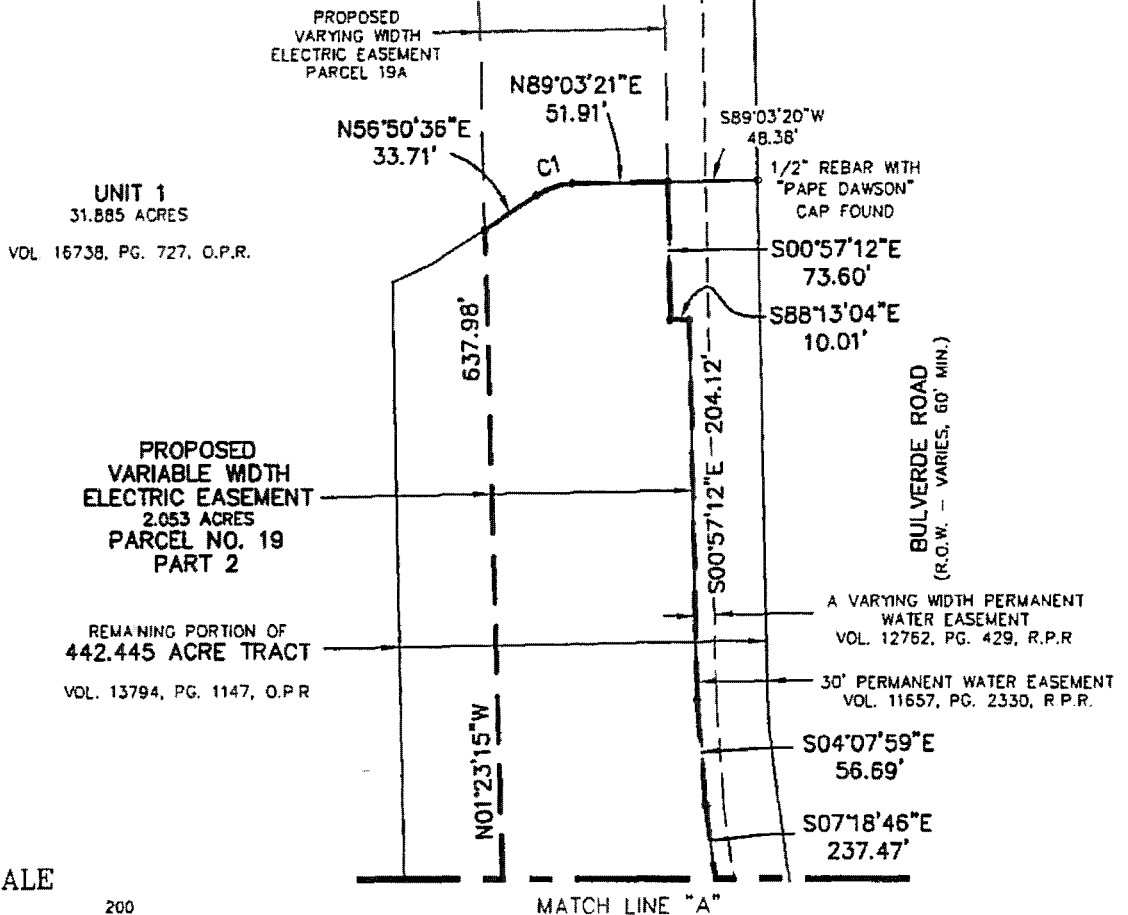 PROPOSED
VARYING WIDTH
ELECTRIC EASEMENT
PARCEL 19A
N89°03'21"E
51.91'
S89°03'20"W
48.38'
N56°50'36"E
33.71'
C1
1/2" REBAR WITH
"PAPE DAWSON"
CAP FOUND
UNIT 1
31.885 ACRES
VOL. 16738, PG. 727, O.P.R.
S00°57'12"E
73.60'
S88°13'04"E
10.01'
637.98'
S00°57'12"E 204.12'
BULVERDE ROAD
(R.O.W. - VARIES, 60' MIN.)
PROPOSED
VARIABLE WIDTH
ELECTRIC EASEMENT
2.053 ACRES
PARCEL NO. 19
PART 2
A VARYING WIDTH PERMANENT
WATER EASEMENT
VOL. 12762, PG. 429, R.P.R
REMAINING PORTION OF
442.445 ACRE TRACT
VOL. 13794, PG. 1147, O.P.R
30' PERMANENT WATER EASEMENT
VOL. 11657, PG. 2330, R.P.R.
N01°23'15"W
S04°07'59"E
56.69'
S07°18'46"E
237.47'
ALE
200
MATCH LINE "A"